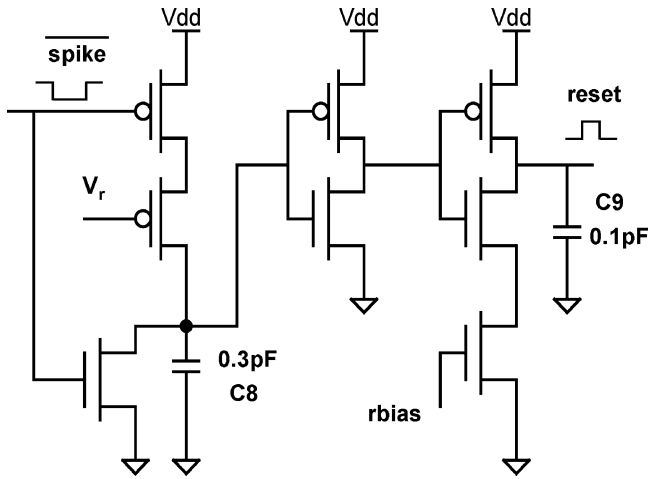 Vdd
Vdd
Vdd
spike
reset
Vr
C9
0.1pF
0.3pF
C8
rbias